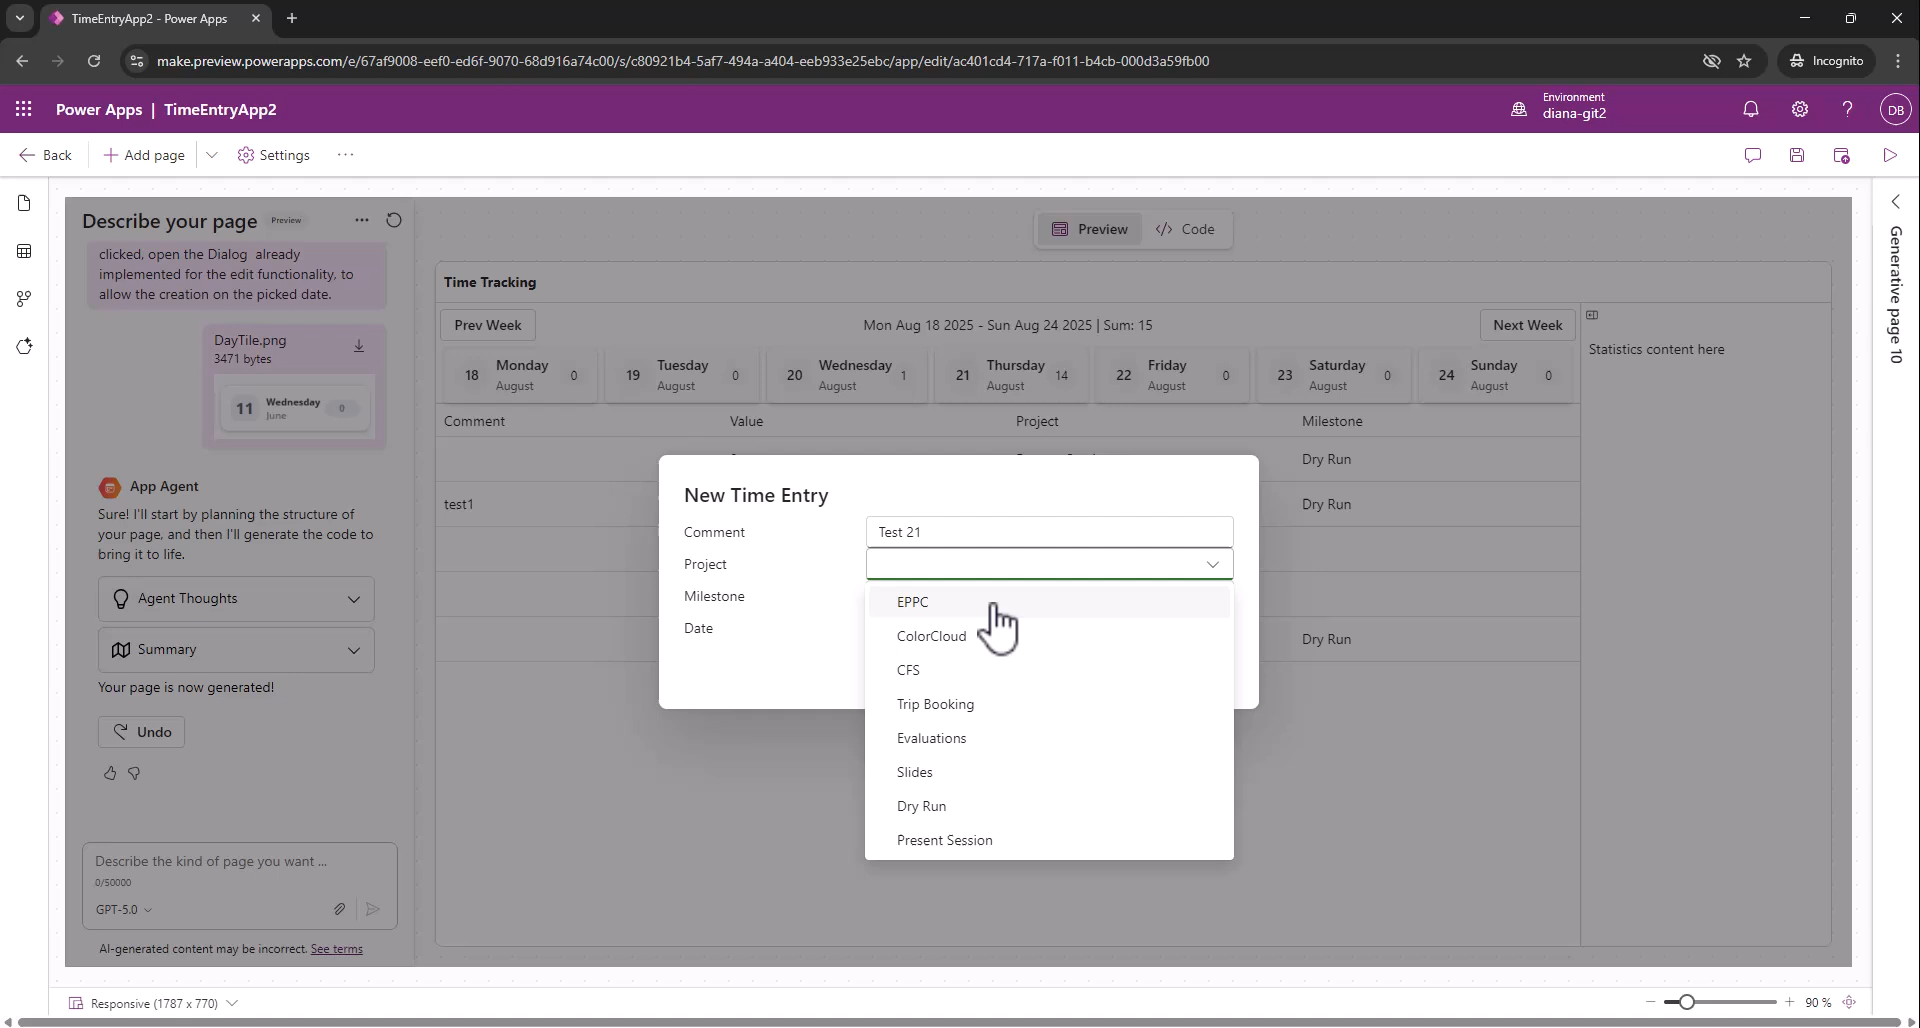 TimeEntryApp2 - Power Apps
make.preview.powerapps.com/e/67af9008-eef0-ed6f-9070-68d916a74c00/s/c80921b4-5af7-494a-a404-eeb933e25ebc/app/edit/ac401cd4-717a-f011-b4cb-000d3a59fb00
Incognito
Power Apps | TimeEntryApp2
Environment
diana-git2
DB
Back
Add page
Settings
Describe your page Preview
clicked, open the Dialog already
implemented for the edit functionality, to
allow the creation on the picked date.
DayTile.png
3471 bytes
11 Wednesday 0
June
App Agent
Sure! I'll start by planning the structure of
your page, and then I'll generate the code to
bring it to life.
Agent Thoughts
Summary
Your page is now generated!
Undo
Describe the kind of page you want ...
0/50000
GPT-5.0
AI-generated content may be incorrect. See terms
Preview
Code
Time Tracking
Prev Week
Mon Aug 18 2025 - Sun Aug 24 2025 | Sum: 15
Next Week
18 Monday August 0
19 Tuesday August 0
20 Wednesday August 1
21 Thursday August 14
22 Friday August 0
23 Saturday August 0
24 Sunday August 0
Comment Value Project Milestone
Dry Run
test1 Dry Run
Dry Run
Statistics content here
New Time Entry
Comment Test 21
Project
Milestone
Date
EPPC
ColorCloud
CFS
Trip Booking
Evaluations
Slides
Dry Run
Present Session
Generative page 10
Responsive (1787 x 770)
90 %